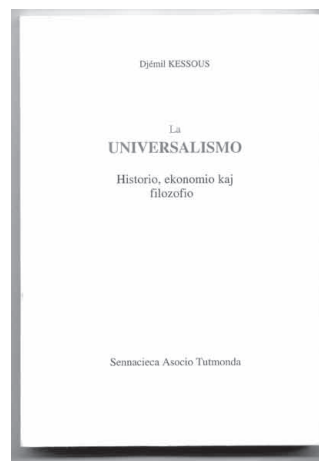 Djémil KESSOUS
La
UNIVERSALISMO
Historio, ekonomio kaj
filozofio
Sennacieca Asocio Tutmonda